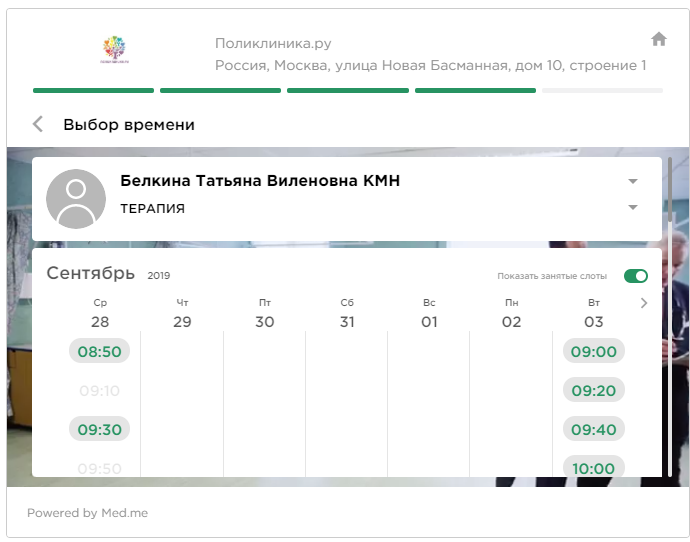 Поликлиника.ру
Россия, Москва, улица Новая Басманная, дом 10, строение 1
Выбор времени
Белкина Татьяна Виленовна КМН
ТЕРАПИЯ
Сентябрь 2019 Показать занятые слоты
Ср Чт Пт Сб Вс Пн Вт
28 29 30 31 01 02 03
08:50 09:00
09:10 09:20
09:30 09:40
09:50 10:00
Powered by Med.me